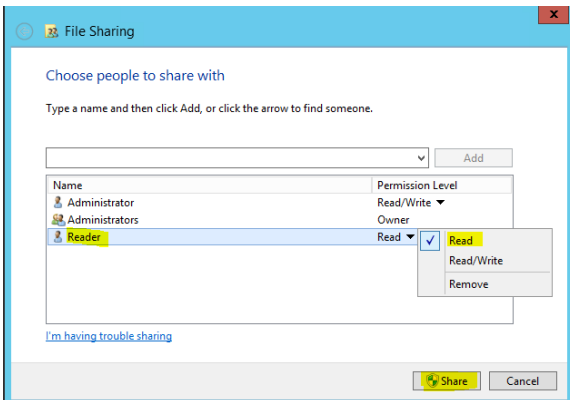 File Sharing
x
Choose people to share with
Type a name and then click Add, or click the arrow to find someone.
Add
Name Permission Level
Administrator Read/Write
Administrators Owner
Reader Read
Read
Read/Write
Remove
I'm having trouble sharing
Share Cancel